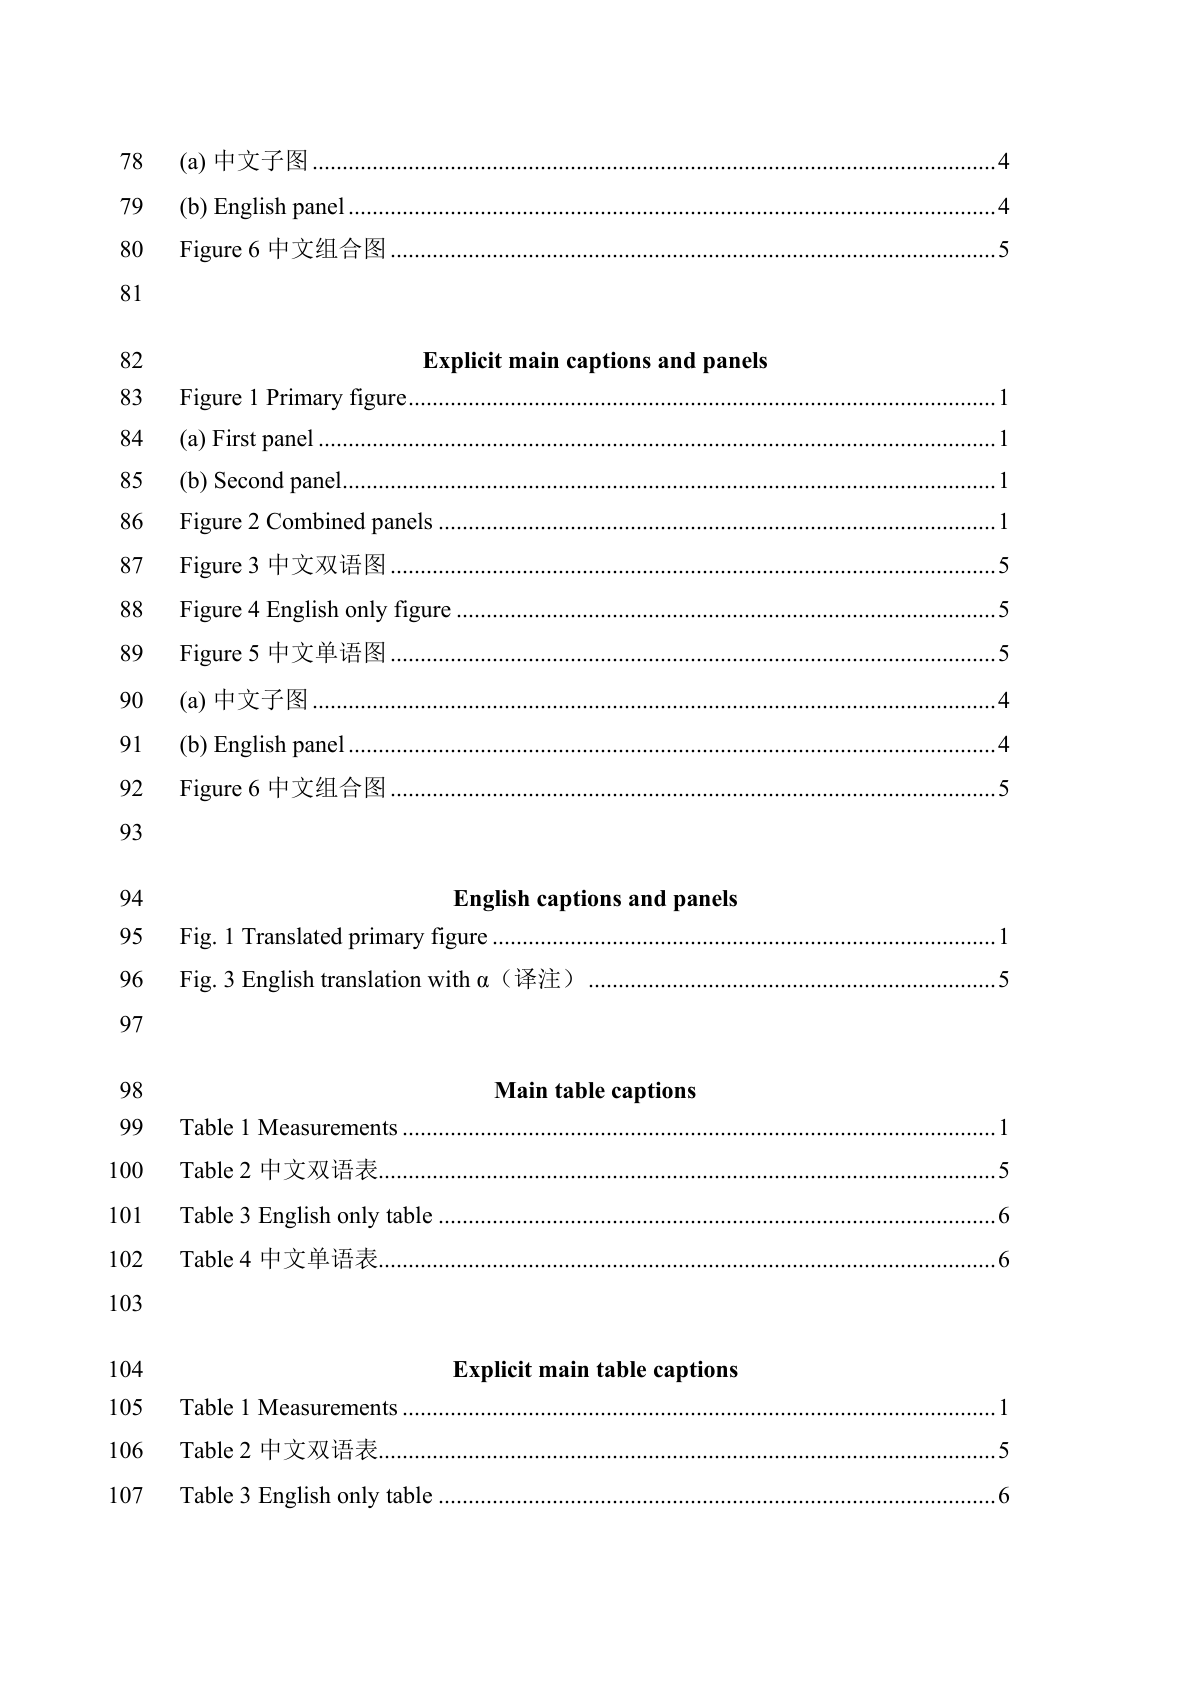 78 (a) 中文子图 ........ 4
79 (b) English panel ........ 4
80 Figure 6 中文组合图 ........ 5
81
82 Explicit main captions and panels
83 Figure 1 Primary figure ........ 1
84 (a) First panel ........ 1
85 (b) Second panel ........ 1
86 Figure 2 Combined panels ........ 1
87 Figure 3 中文双语图 ........ 5
88 Figure 4 English only figure ........ 5
89 Figure 5 中文单语图 ........ 5
90 (a) 中文子图 ........ 4
91 (b) English panel ........ 4
92 Figure 6 中文组合图 ........ 5
93
94 English captions and panels
95 Fig. 1 Translated primary figure ........ 1
96 Fig. 3 English translation with α（译注） ........ 5
97
98 Main table captions
99 Table 1 Measurements ........ 1
100 Table 2 中文双语表 ........ 5
101 Table 3 English only table ........ 6
102 Table 4 中文单语表 ........ 6
103
104 Explicit main table captions
105 Table 1 Measurements ........ 1
106 Table 2 中文双语表 ........ 5
107 Table 3 English only table ........ 6